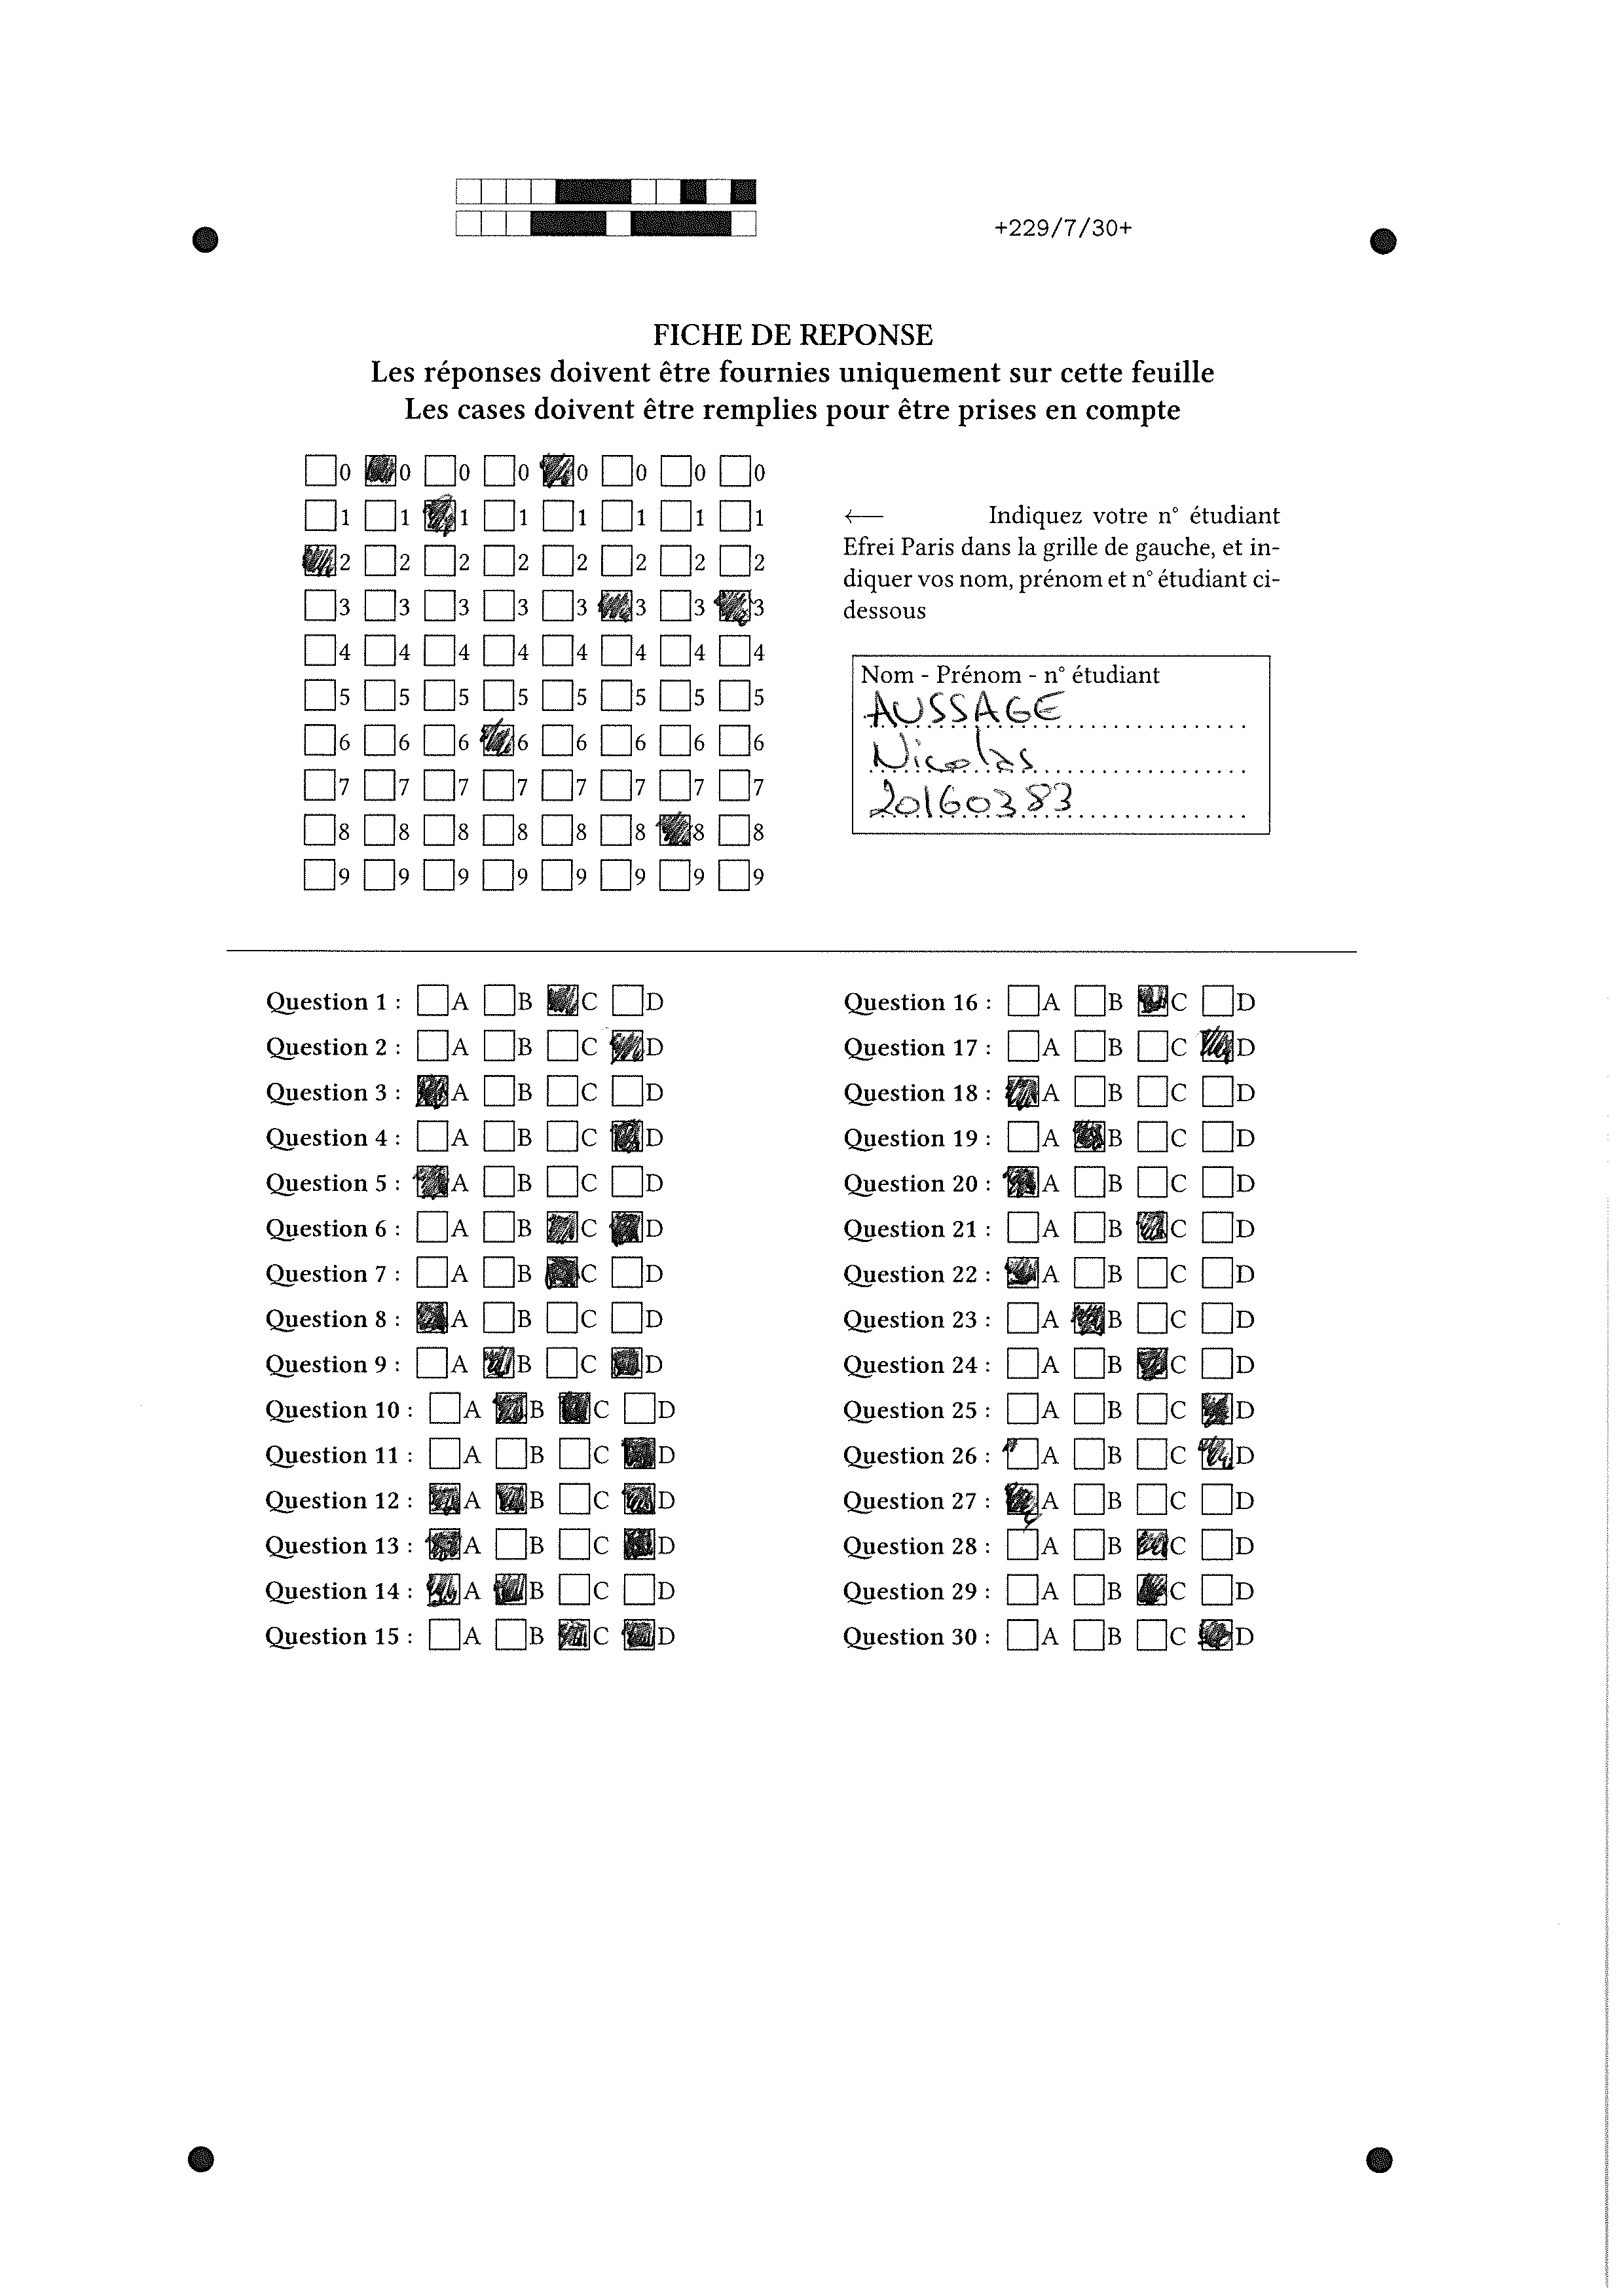 +229/7/30+
FICHE DE REPONSE
Les réponses doivent être fournies uniquement sur cette feuille
Les cases doivent être remplies pour être prises en compte
0 0 0 0 0 0 0 0
1 1 1 1 1 1 1 1
2 2 2 2 2 2 2 2
3 3 3 3 3 3 3 3
4 4 4 4 4 4 4 4
5 5 5 5 5 5 5 5
6 6 6 6 6 6 6 6
7 7 7 7 7 7 7 7
8 8 8 8 8 8 8 8
9 9 9 9 9 9 9 9
← Indiquez votre n° étudiant
Efrei Paris dans la grille de gauche, et in-
diquer vos nom, prénom et n° étudiant ci-
dessous
Nom - Prénom - n° étudiant
AUSSAGE
Nicolas
20160383
Question 1 : A B C D
Question 2 : A B C D
Question 3 : A B C D
Question 4 : A B C D
Question 5 : A B C D
Question 6 : A B C D
Question 7 : A B C D
Question 8 : A B C D
Question 9 : A B C D
Question 10 : A B C D
Question 11 : A B C D
Question 12 : A B C D
Question 13 : A B C D
Question 14 : A B C D
Question 15 : A B C D
Question 16 : A B C D
Question 17 : A B C D
Question 18 : A B C D
Question 19 : A B C D
Question 20 : A B C D
Question 21 : A B C D
Question 22 : A B C D
Question 23 : A B C D
Question 24 : A B C D
Question 25 : A B C D
Question 26 : A B C D
Question 27 : A B C D
Question 28 : A B C D
Question 29 : A B C D
Question 30 : A B C D